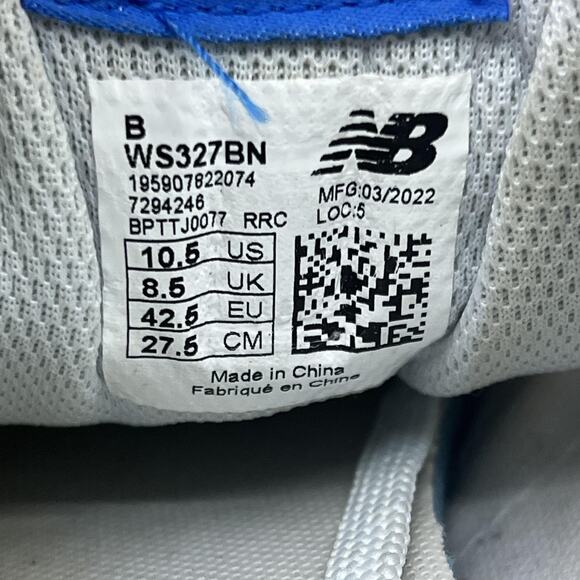 B
WS327BN
195907822074
7294246
BPTTJ0077 RRC
10.5 US
8.5 UK
42.5 EU
27.5 CM
NB
MFG:03/2022
LOC:5
Made in China
Fabriqué en Chine